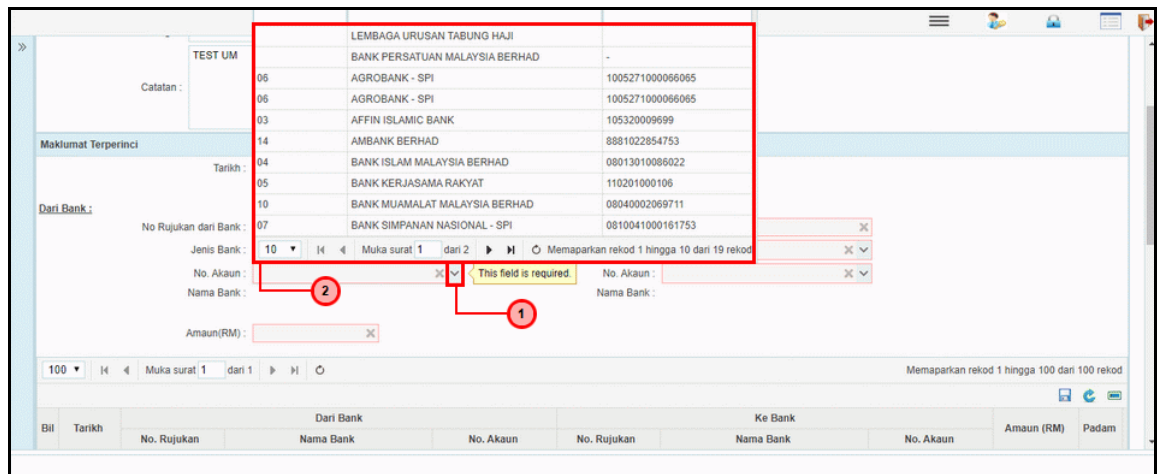 LEMBAGA URUSAN TABUNG HAJI
TEST UM
BANK PERSATUAN MALAYSIA BERHAD -
Catatan :
06 AGROBANK - SPI 1005271000066065
06 AGROBANK - SPI 1005271000066065
03 AFFIN ISLAMIC BANK 105320009699
14 AMBANK BERHAD 8881022854753
Maklumat Terperinci
04 BANK ISLAM MALAYSIA BERHAD 08013010086022
Tarikh :
05 BANK KERJASAMA RAKYAT 110201000106
10 BANK MUAMALAT MALAYSIA BERHAD 08040002069711
Dari Bank :
07 BANK SIMPANAN NASIONAL - SPI 0810041000161753
No Rujukan dari Bank :
Jenis Bank :
10 Muka surat 1 dari 2 Memaparkan rekod 1 hingga 10 dari 19 rekod
No. Akaun : This field is required. No. Akaun :
Nama Bank : 2 Nama Bank :
1
Amaun(RM) :
100 Muka surat 1 dari 1 Memaparkan rekod 1 hingga 100 dari 100 rekod
Bil Tarikh Dari Bank Ke Bank Amaun (RM) Padam
No. Rujukan Nama Bank No. Akaun No. Rujukan Nama Bank No. Akaun